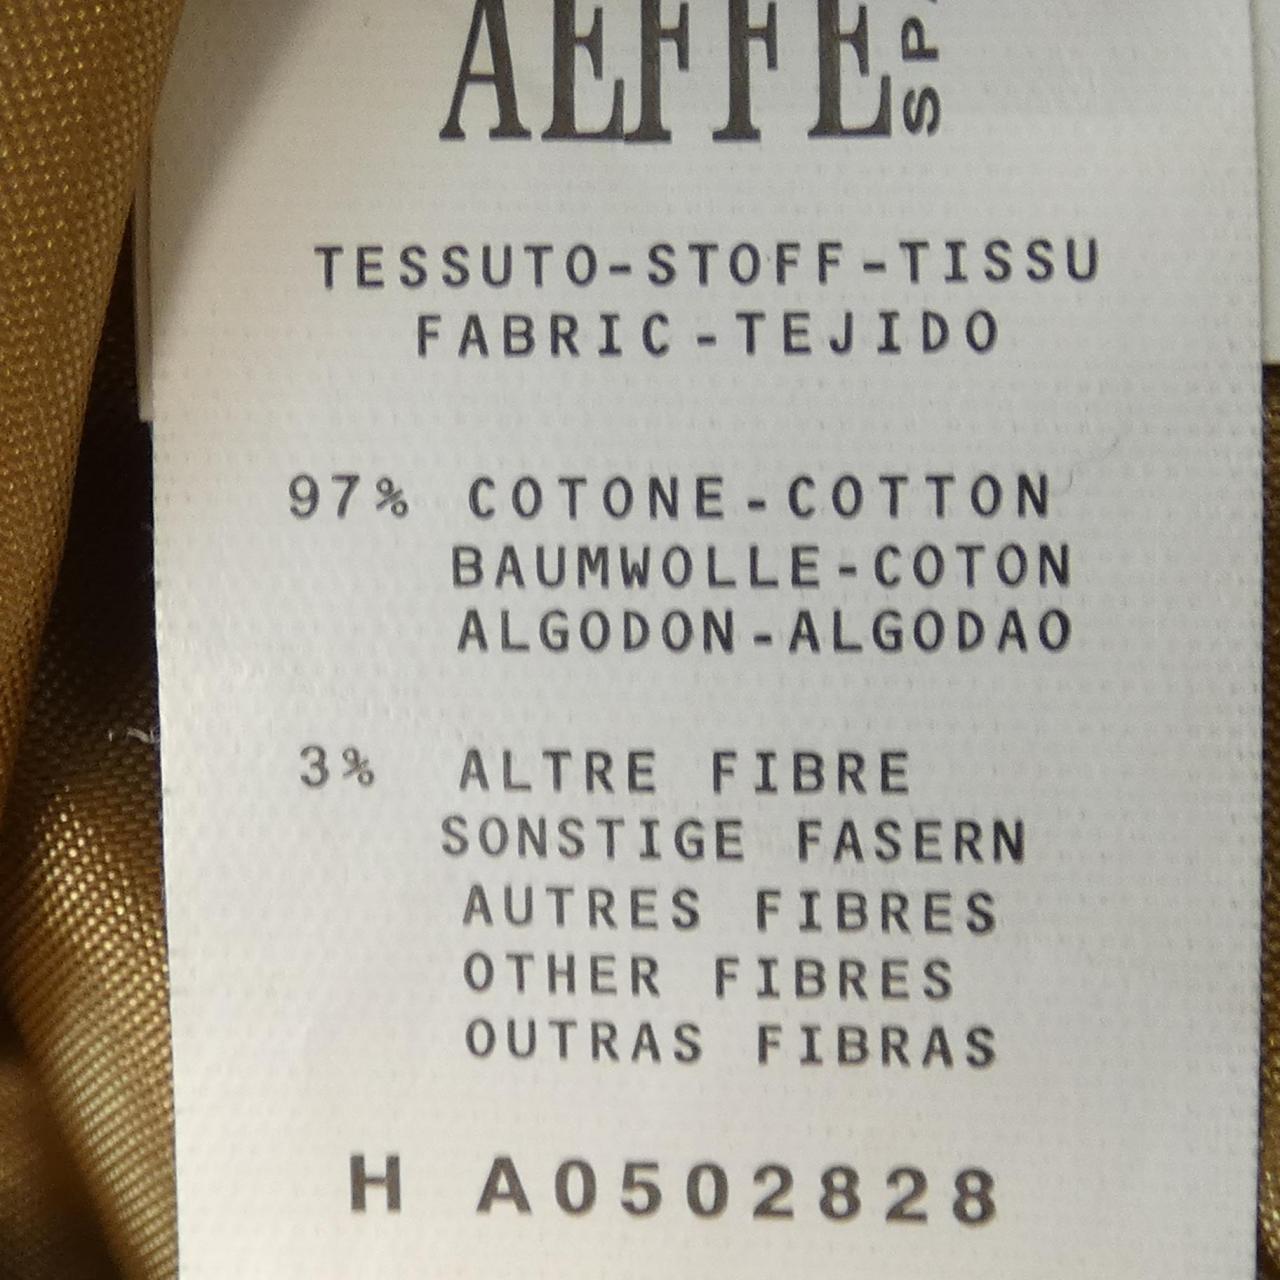 AEFFE SPA
TESSUTO-STOFF-TISSU
FABRIC-TEJIDO
97% COTONE-COTTON
BAUMWOLLE-COTON
ALGODON-ALGODAO
3% ALTRE FIBRE
SONSTIGE FASERN
AUTRES FIBRES
OTHER FIBRES
OUTRAS FIBRAS
H A0502828